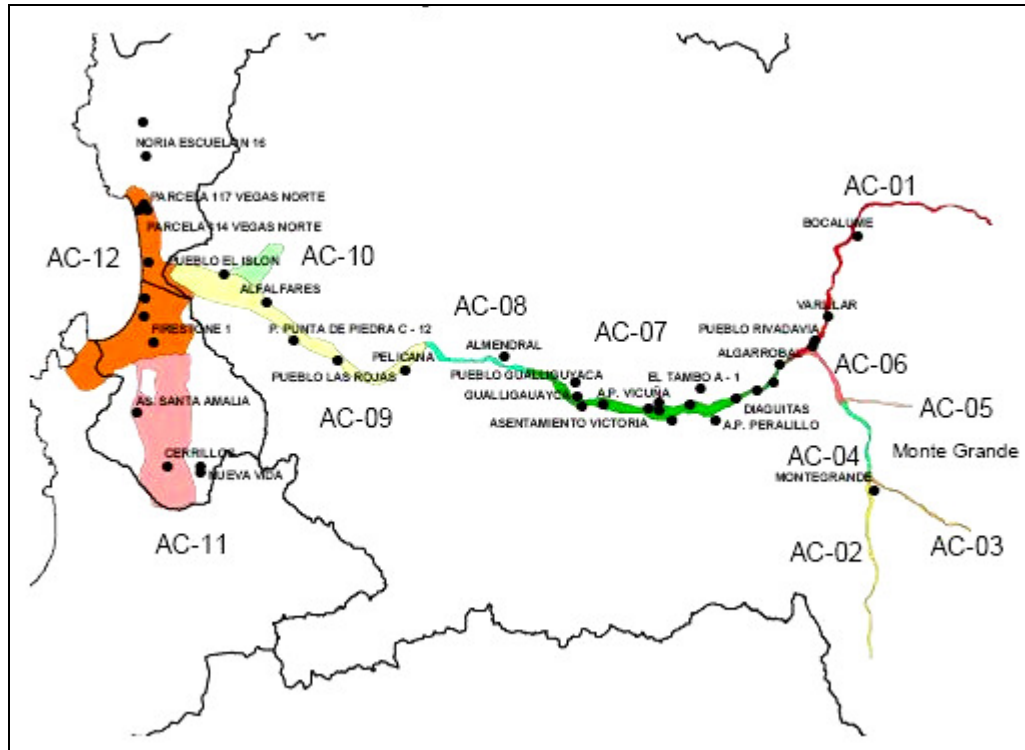 NORIA ESCUELA N 16
AC-01
PARCELA 117 VEGAS NORTE
PARCELA 114 VEGAS NORTE
BOCALUME
AC-12
PUEBLO EL ISLON
AC-10
ALFALFARES
VARILLAR
FIRESTONE 1
P. PUNTA DE PIEDRA C - 12
AC-08
AC-07
PUEBLO RIVADAVIA
ALMENDRAL
ALGARROBAL
PELICANA
PUEBLO LAS ROJAS
PUEBLO GUALLIGUYACA
EL TAMBO A - 1
AC-06
GUALLIGAUAYCA
A.P. VICUÑA
AC-05
AS. SANTA AMALIA
AC-09
ASENTAMIENTO VICTORIA
DIAGUITAS
A.P. PERALILLO
AC-04
Monte Grande
CERRILLOS
NUEVA VIDA
MONTEGRANDE
AC-11
AC-02
AC-03